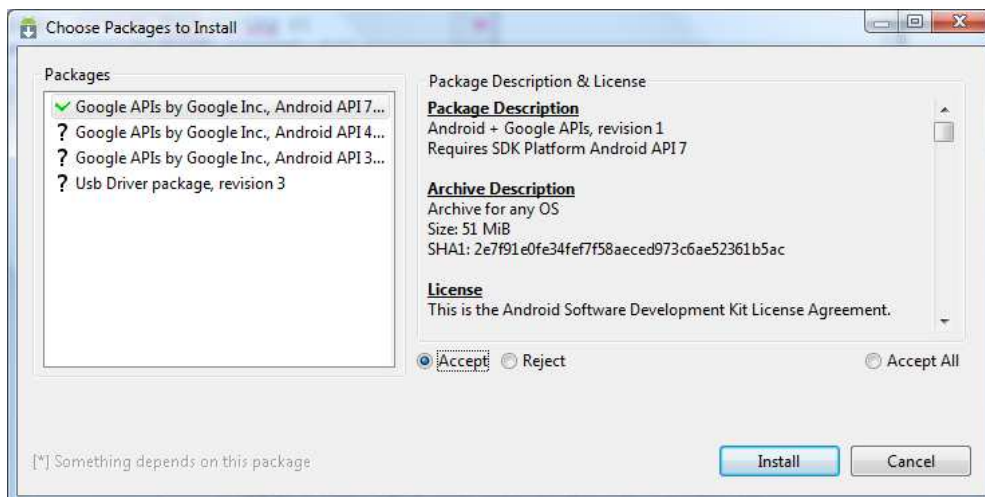 Choose Packages to Install
Packages
Google APIs by Google Inc., Android API 7...
? Google APIs by Google Inc., Android API 4...
? Google APIs by Google Inc., Android API 3...
? Usb Driver package, revision 3
Package Description & License
Package Description
Android + Google APIs, revision 1
Requires SDK Platform Android API 7
Archive Description
Archive for any OS
Size: 51 MiB
SHA1: 2e7f91e0fe34fef7f58aeced973c6ae52361b5ac
License
This is the Android Software Development Kit License Agreement.
Accept Reject Accept All
[*] Something depends on this package
Install Cancel